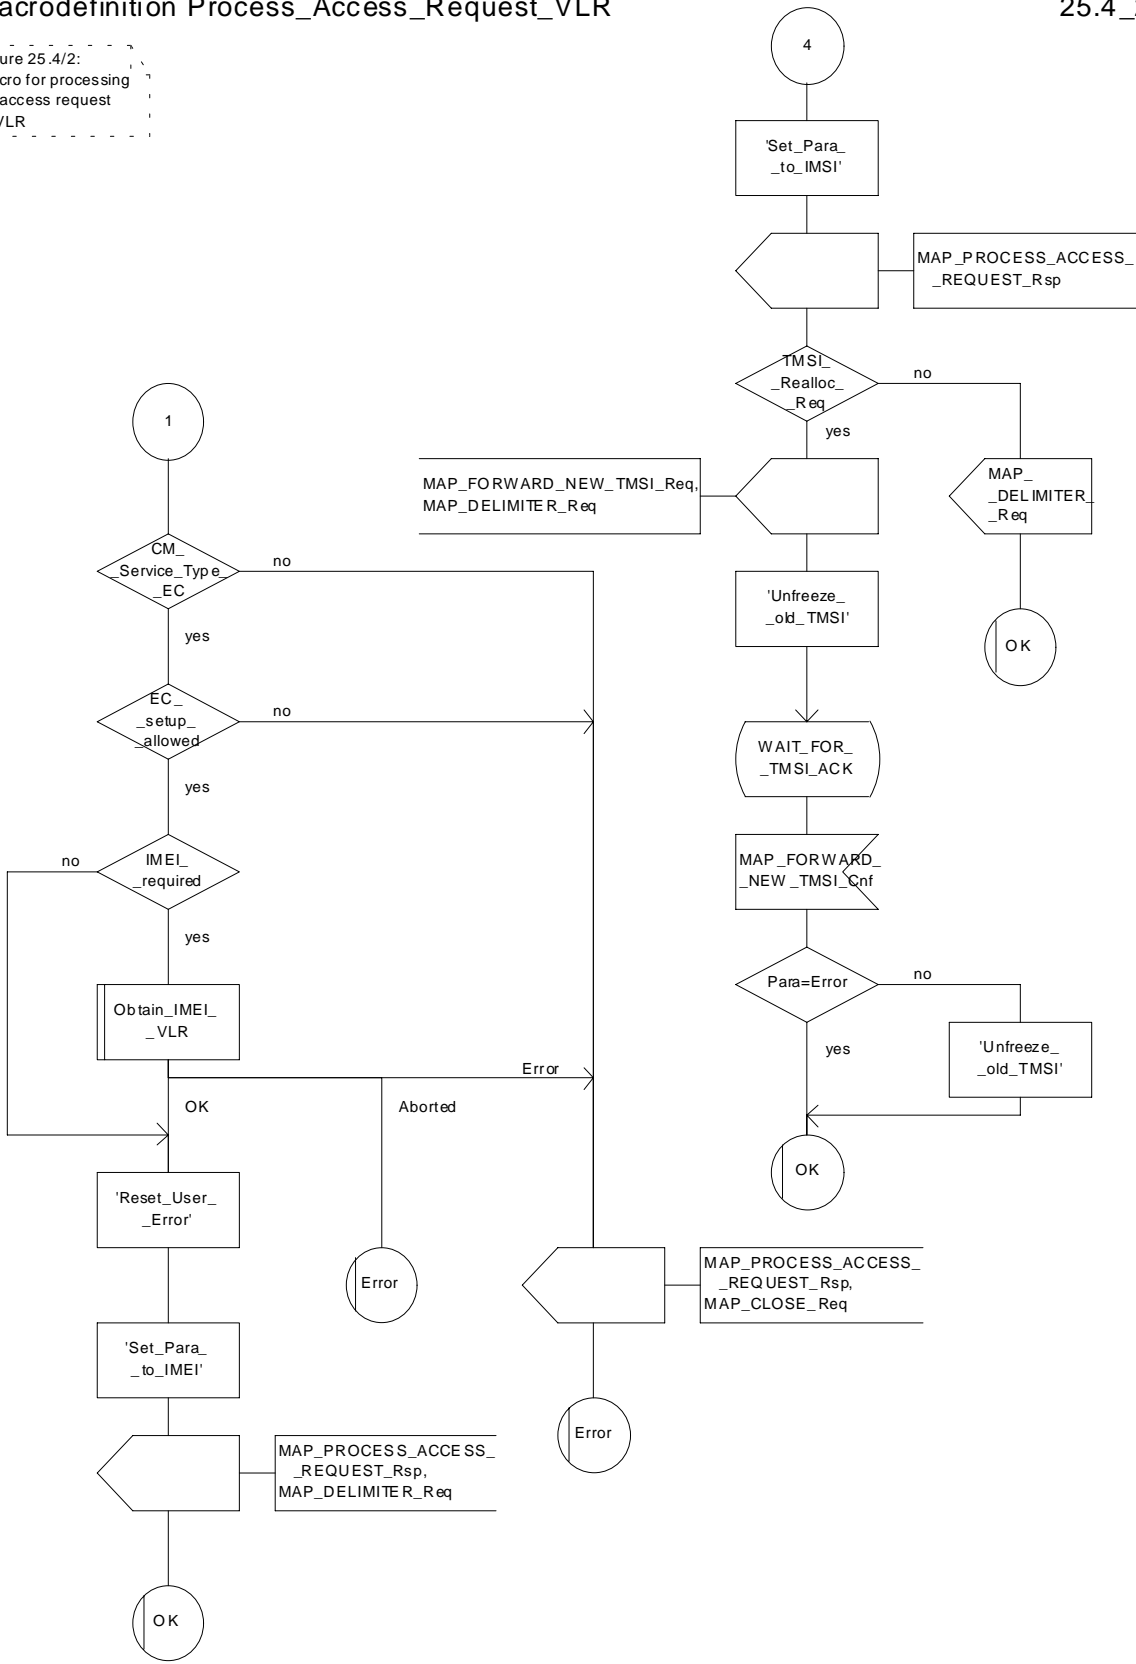 acrodefinition Process_Access_Request_VLR
25.4_
ure 25.4/2:
cro for processing
access request
VLR
4
'Set_Para_
_to_IMSI'
MAP_PROCESS_ACCESS_
_REQUEST_Rsp
TMSI_
_Realloc_
_Req
no
yes
MAP_FORWARD_NEW_TMSI_Req,
MAP_DELIMITER_Req
MAP_
_DELIMITER_
_Req
'Unfreeze_
_old_TMSI'
OK
WAIT_FOR_
_TMSI_ACK
MAP_FORWARD_
_NEW_TMSI_Cnf
Para=Error
no
yes
'Unfreeze_
_old_TMSI'
OK
1
CM_
_Service_Type_
_EC
no
yes
EC_
_setup_
_allowed
no
yes
IMEI_
_required
no
yes
Obtain_IMEI_
_VLR
Error
OK
Aborted
'Reset_User_
_Error'
Error
MAP_PROCESS_ACCESS_
_REQUEST_Rsp,
MAP_CLOSE_Req
'Set_Para_
_to_IMEI'
Error
MAP_PROCESS_ACCESS_
_REQUEST_Rsp,
MAP_DELIMITER_Req
OK